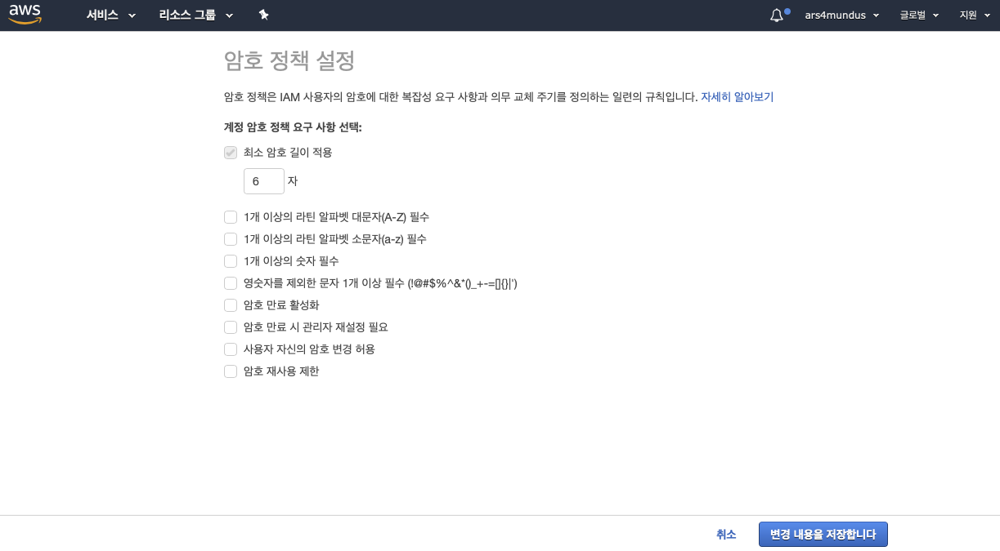 aws 서비스 리소스 그룹 ars4mundus 글로벌 지원
암호 정책 설정
암호 정책은 IAM 사용자의 암호에 대한 복잡성 요구 사항과 의무 교체 주기를 정의하는 일련의 규칙입니다. 자세히 알아보기
계정 암호 정책 요구 사항 선택:
최소 암호 길이 적용
6 자
1개 이상의 라틴 알파벳 대문자(A-Z) 필수
1개 이상의 라틴 알파벳 소문자(a-z) 필수
1개 이상의 숫자 필수
영숫자를 제외한 문자 1개 이상 필수 (!@#$%^&*()_+-=[]{}|')
암호 만료 활성화
암호 만료 시 관리자 재설정 필요
사용자 자신의 암호 변경 허용
암호 재사용 제한
취소 변경 내용을 저장합니다